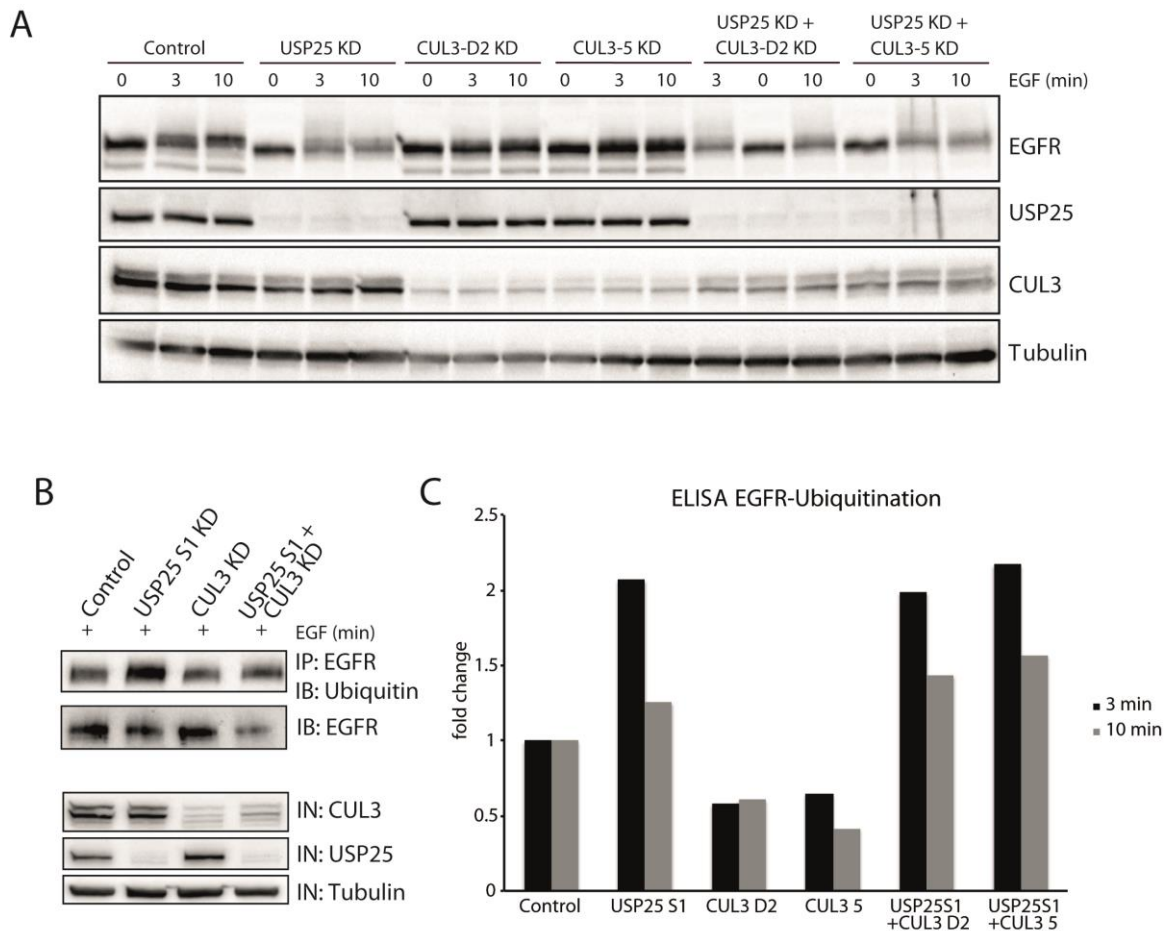 A
Control USP25 KD CUL3-D2 KD CUL3-5 KD USP25 KD + CUL3-D2 KD USP25 KD + CUL3-5 KD
0 3 10 0 3 10 0 3 10 0 3 10 3 0 10 0 3 10 EGF (min)
EGFR
USP25
CUL3
Tubulin
B
Control
USP25 S1 KD
CUL3 KD
USP25 S1 +
CUL3 KD
+ + + + EGF (min)
IP: EGFR
IB: Ubiquitin
IB: EGFR
IN: CUL3
IN: USP25
IN: Tubulin
C
ELISA EGFR-Ubiquitination
fold change
2.5
2
1.5
1
0.5
0
Control USP25 S1 CUL3 D2 CUL3 5 USP25S1 +CUL3 D2 USP25S1 +CUL3 5
3 min
10 min